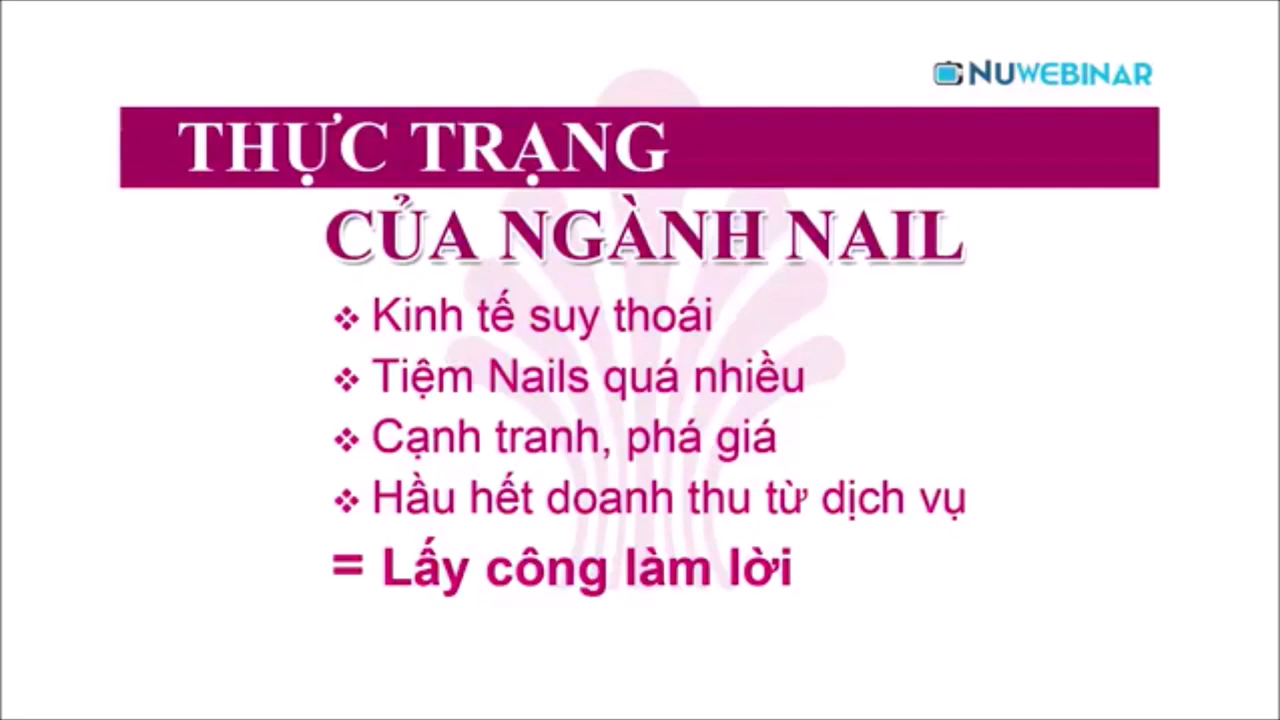 NUWEBINAR
THỰC TRẠNG
CỦA NGÀNH NAIL
❖ Kinh tế suy thoái
❖ Tiệm Nails quá nhiều
❖ Cạnh tranh, phá giá
❖ Hầu hết doanh thu từ dịch vụ
= Lấy công làm lời